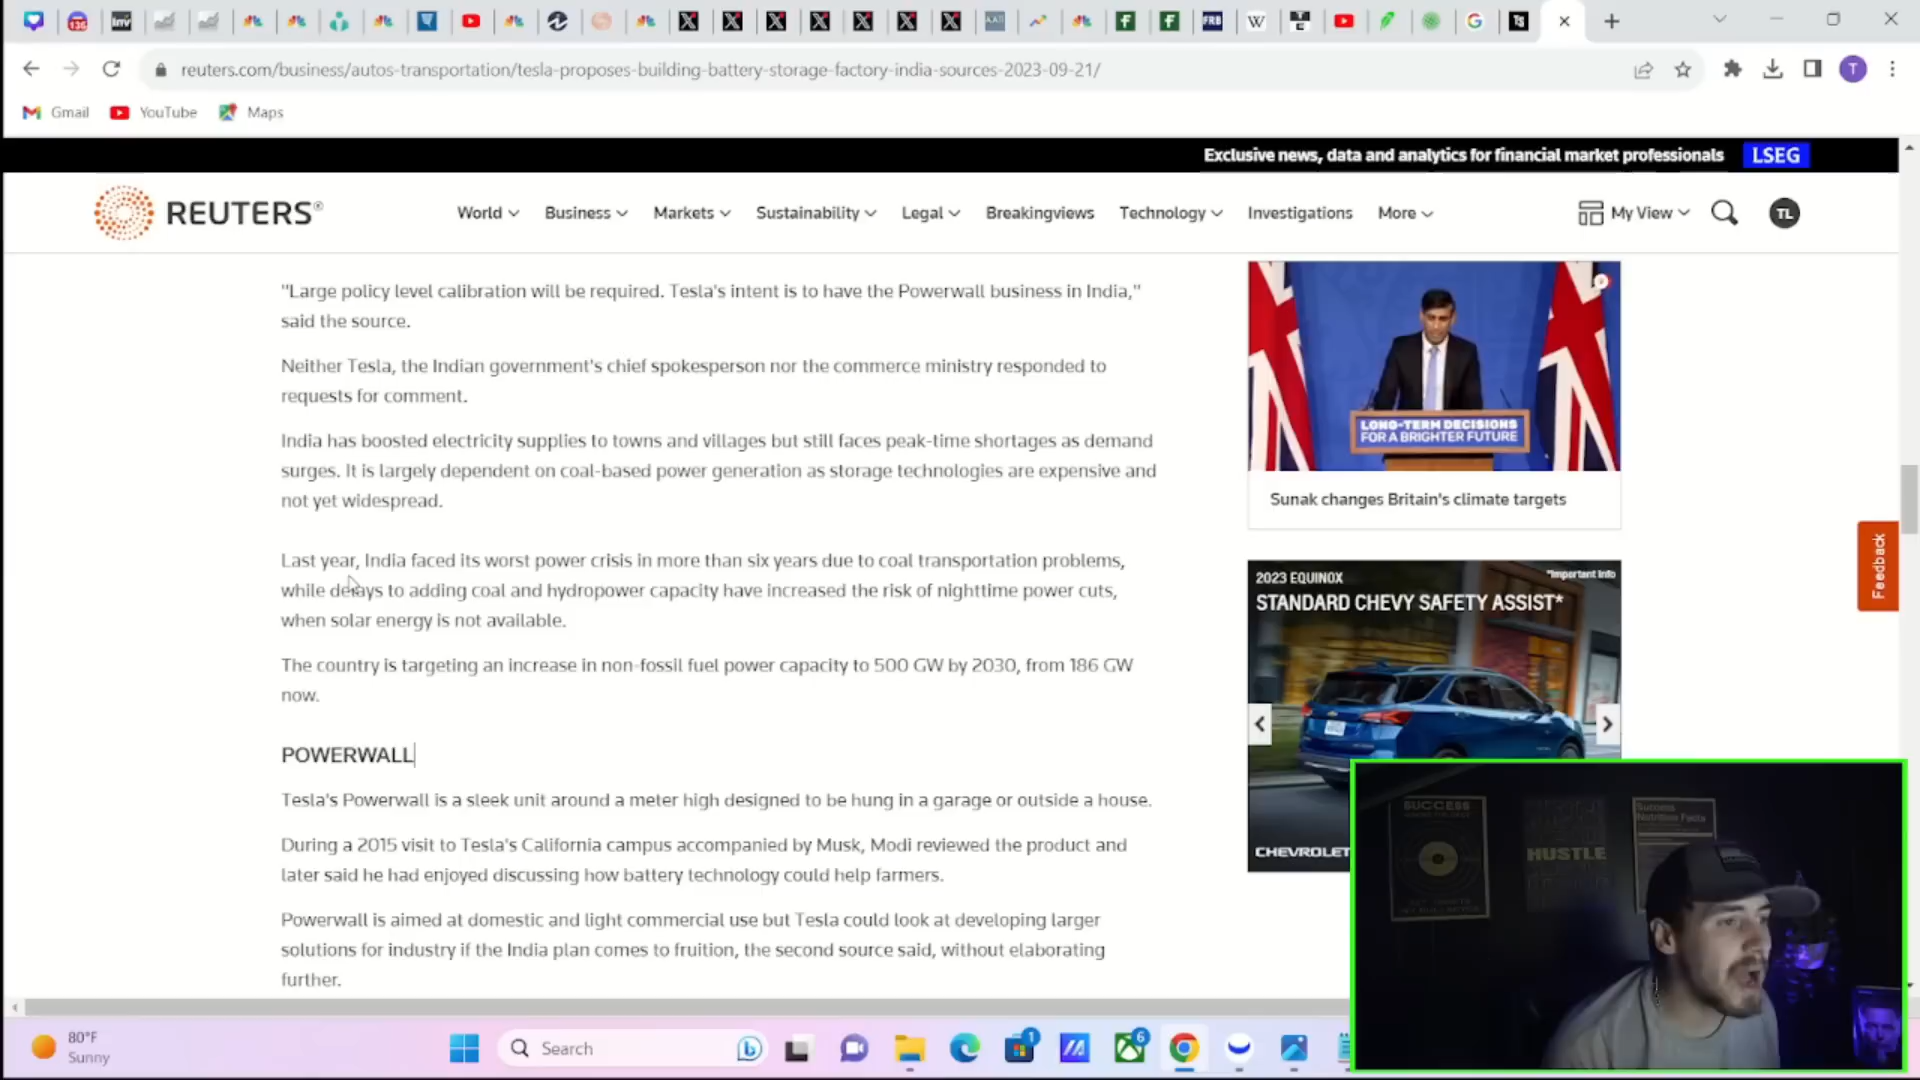 135
Inv
AAII
FRB
W
TS
reuters.com/business/autos-transportation/tesla-proposes-building-battery-storage-factory-india-sources-2023-09-21/
T
Gmail
YouTube
Maps
Exclusive news, data and analytics for financial market professionals
LSEG
REUTERS®
World
Business
Markets
Sustainability
Legal
Breakingviews
Technology
Investigations
More
My View
TL
"Large policy level calibration will be required. Tesla's intent is to have the Powerwall business in India,"
said the source.
Neither Tesla, the Indian government's chief spokesperson nor the commerce ministry responded to
requests for comment.
India has boosted electricity supplies to towns and villages but still faces peak-time shortages as demand
surges. It is largely dependent on coal-based power generation as storage technologies are expensive and
not yet widespread.
Last year, India faced its worst power crisis in more than six years due to coal transportation problems,
while delays to adding coal and hydropower capacity have increased the risk of nighttime power cuts,
when solar energy is not available.
The country is targeting an increase in non-fossil fuel power capacity to 500 GW by 2030, from 186 GW
now.
POWERWALL
Tesla's Powerwall is a sleek unit around a meter high designed to be hung in a garage or outside a house.
During a 2015 visit to Tesla's California campus accompanied by Musk, Modi reviewed the product and
later said he had enjoyed discussing how battery technology could help farmers.
Powerwall is aimed at domestic and light commercial use but Tesla could look at developing larger
solutions for industry if the India plan comes to fruition, the second source said, without elaborating
further.
LONG-TERM DECISIONS
FOR A BRIGHTER FUTURE
Sunak changes Britain's climate targets
2023 EQUINOX
*Important Info
STANDARD CHEVY SAFETY ASSIST*
CHEVROLET
Feedback
SUCCESS
HUSTLE
Success
Nutrition Facts
80°F
Sunny
Search
1
6